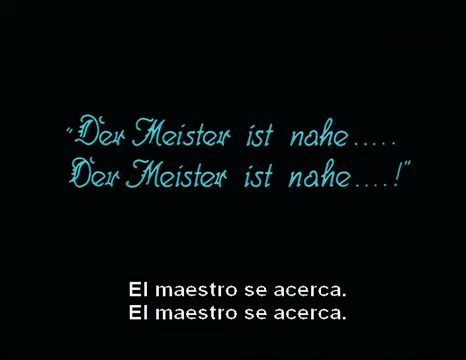 "Der Meister ist nahe.....
Der Meister ist nahe....!"
El maestro se acerca.
El maestro se acerca.